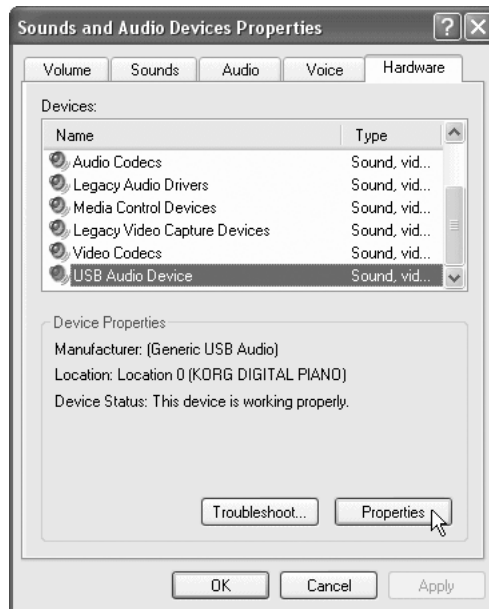 Sounds and Audio Devices Properties
Volume Sounds Audio Voice Hardware
Devices:
Name Type
Audio Codecs Sound, vid...
Legacy Audio Drivers Sound, vid...
Media Control Devices Sound, vid...
Legacy Video Capture Devices Sound, vid...
Video Codecs Sound, vid...
USB Audio Device Sound, vid...
Device Properties
Manufacturer: (Generic USB Audio)
Location: Location 0 (KORG DIGITAL PIANO)
Device Status: This device is working properly.
Troubleshoot... Properties
OK Cancel Apply